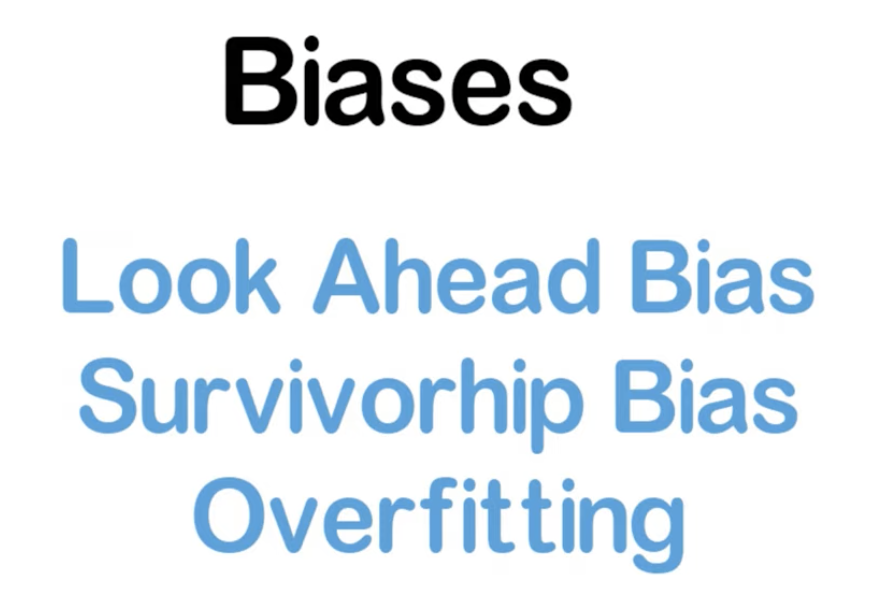 Biases
Look Ahead Bias
Survivorhip Bias
Overfitting